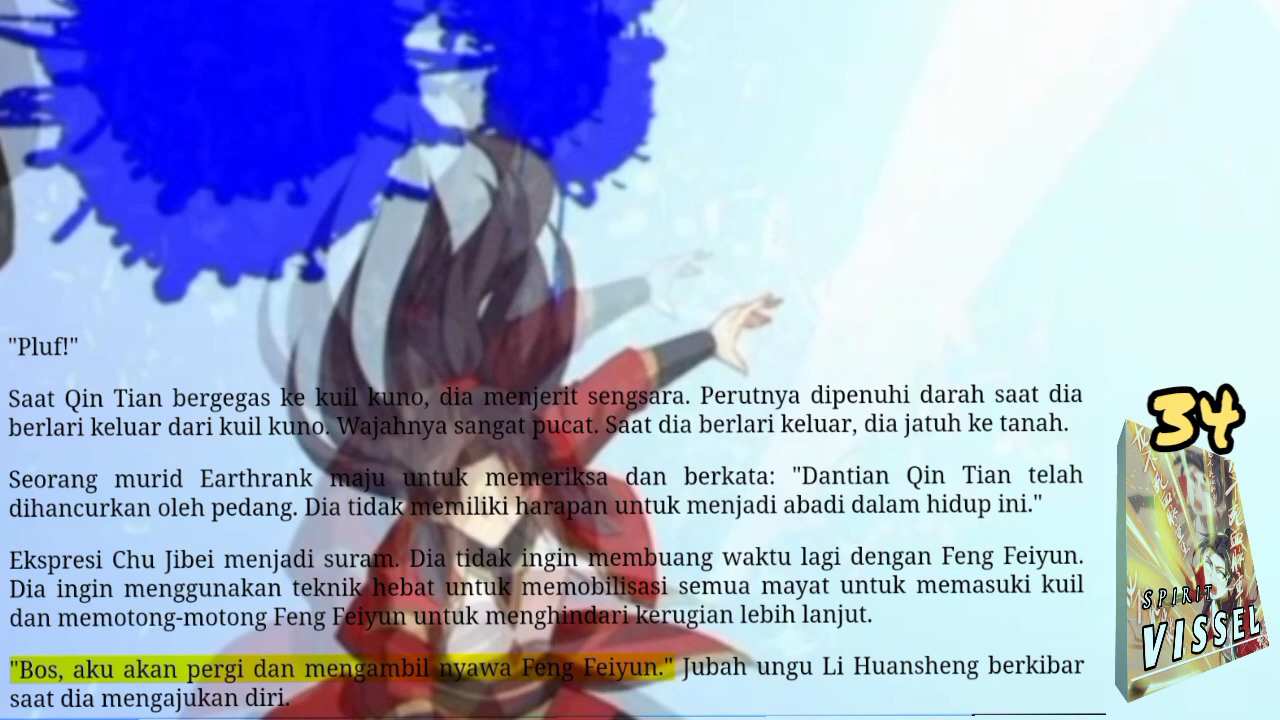 "Pluf!"
Saat Qin Tian bergegas ke kuil kuno, dia menjerit sengsara. Perutnya dipenuhi darah saat dia
berlari keluar dari kuil kuno. Wajahnya sangat pucat. Saat dia berlari keluar, dia jatuh ke tanah.
Seorang murid Earthrank maju untuk memeriksa dan berkata: "Dantian Qin Tian telah
dihancurkan oleh pedang. Dia tidak memiliki harapan untuk menjadi abadi dalam hidup ini."
Ekspresi Chu Jibei menjadi suram. Dia tidak ingin membuang waktu lagi dengan Feng Feiyun.
Dia ingin menggunakan teknik hebat untuk memobilisasi semua mayat untuk memasuki kuil
dan memotong-motong Feng Feiyun untuk menghindari kerugian lebih lanjut.
"Bos, aku akan pergi dan mengambil nyawa Feng Feiyun." Jubah ungu Li Huansheng berkibar
saat dia mengajukan diri.
34
SPIRIT
VISSEL